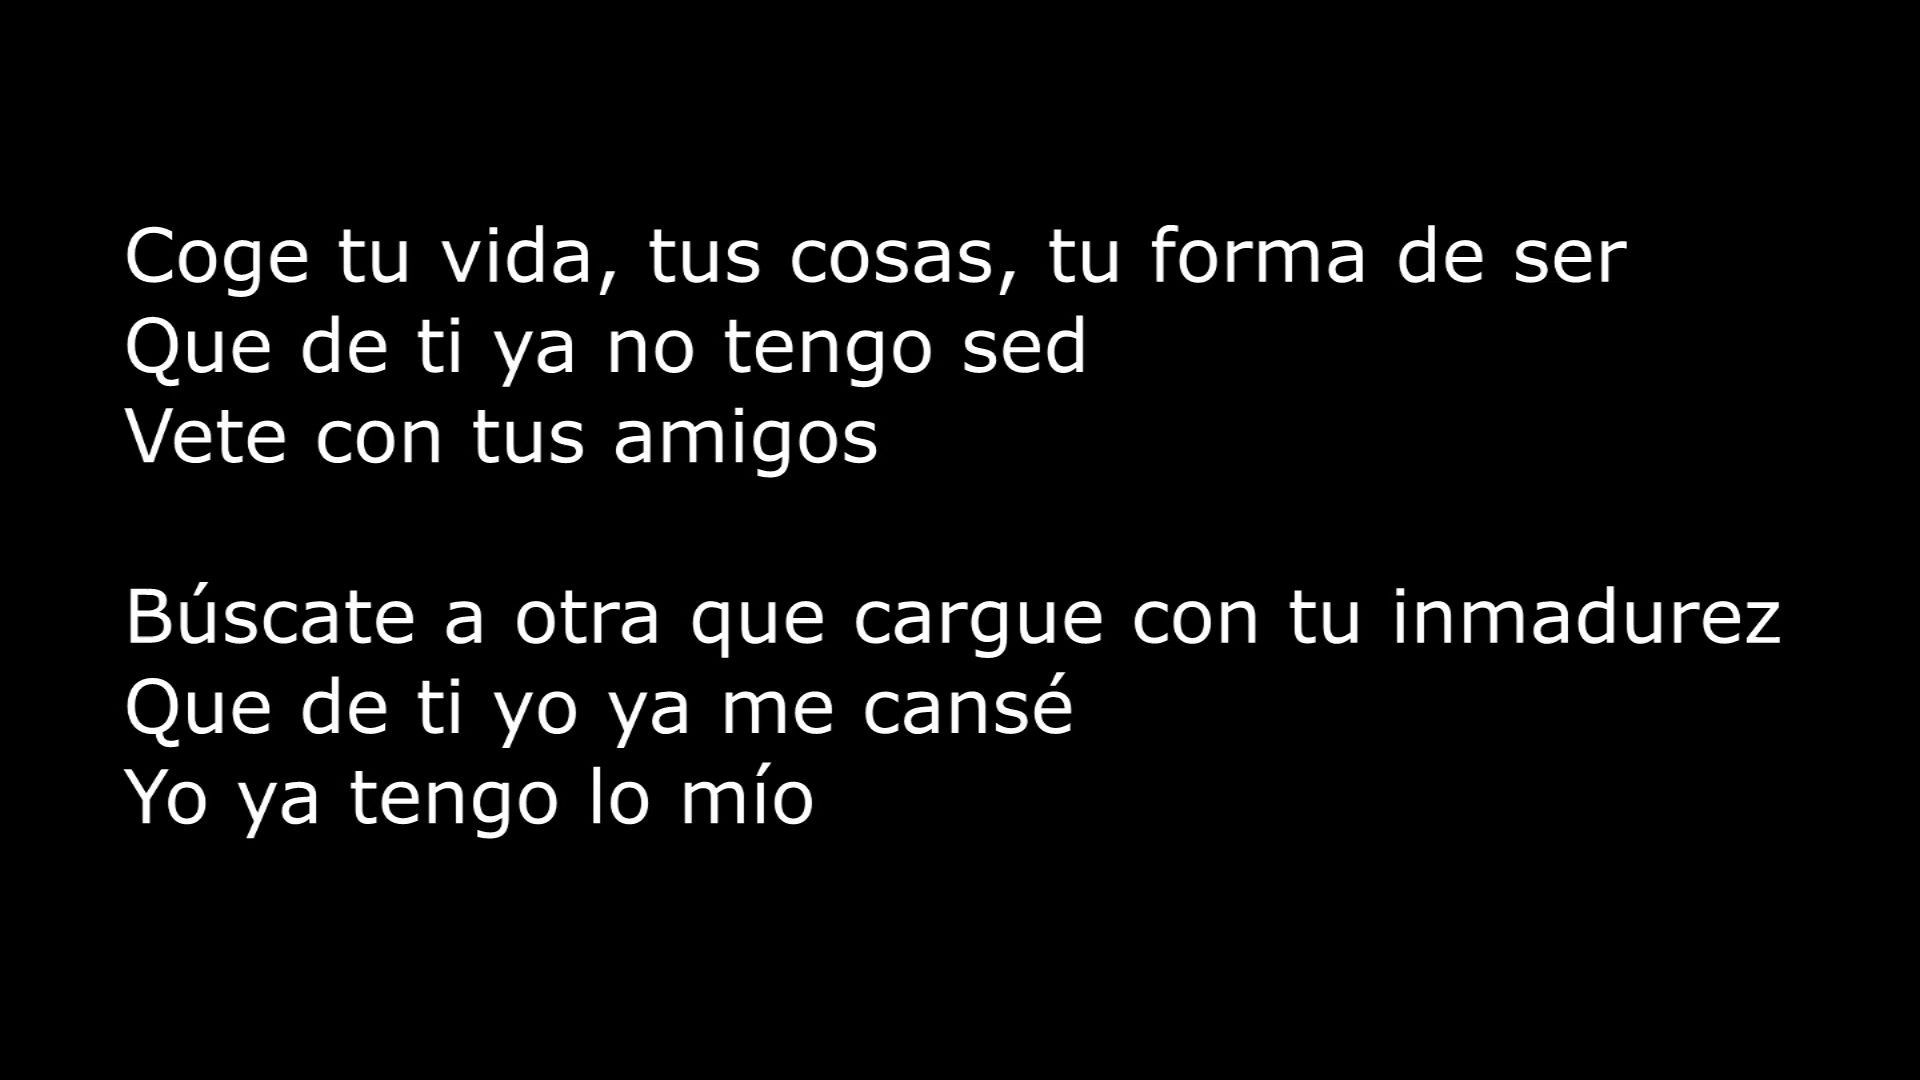 Coge tu vida, tus cosas, tu forma de ser
Que de ti ya no tengo sed
Vete con tus amigos
Búscate a otra que cargue con tu inmadurez
Que de ti yo ya me cansé
Yo ya tengo lo mío